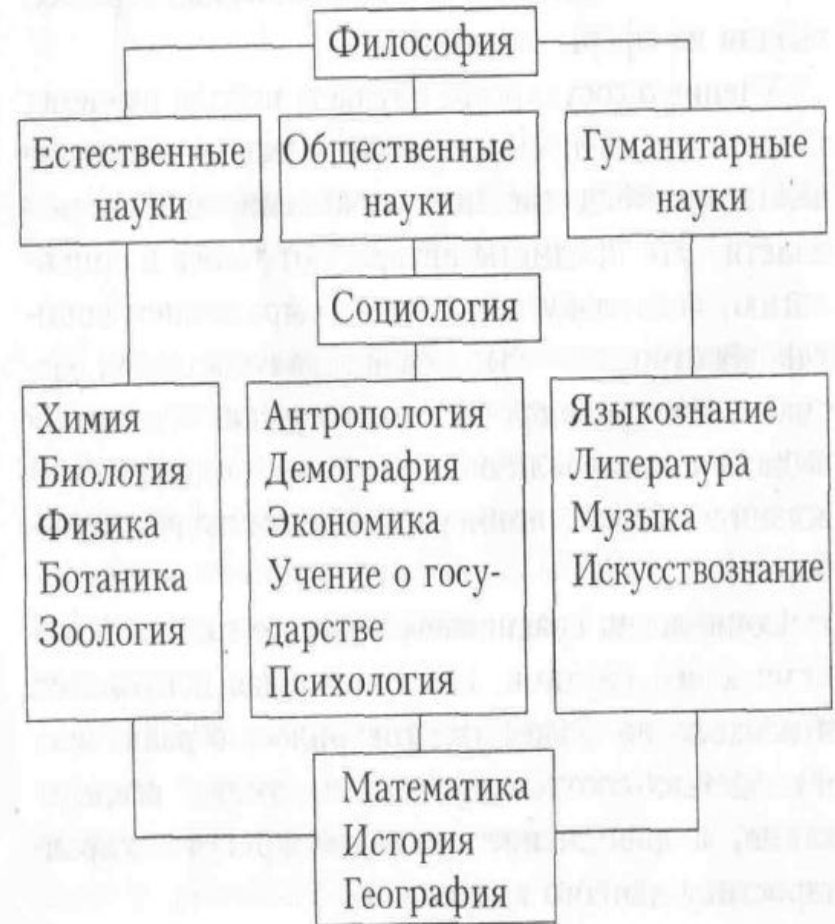 Философия
Естественные
науки
Общественные
науки
Гуманитарные
науки
Социология
Химия
Биология
Физика
Ботаника
Зоология
Антропология
Демография
Экономика
Учение о госу-
дарстве
Психология
Языкознание
Литература
Музыка
Искусствознание
Математика
История
География